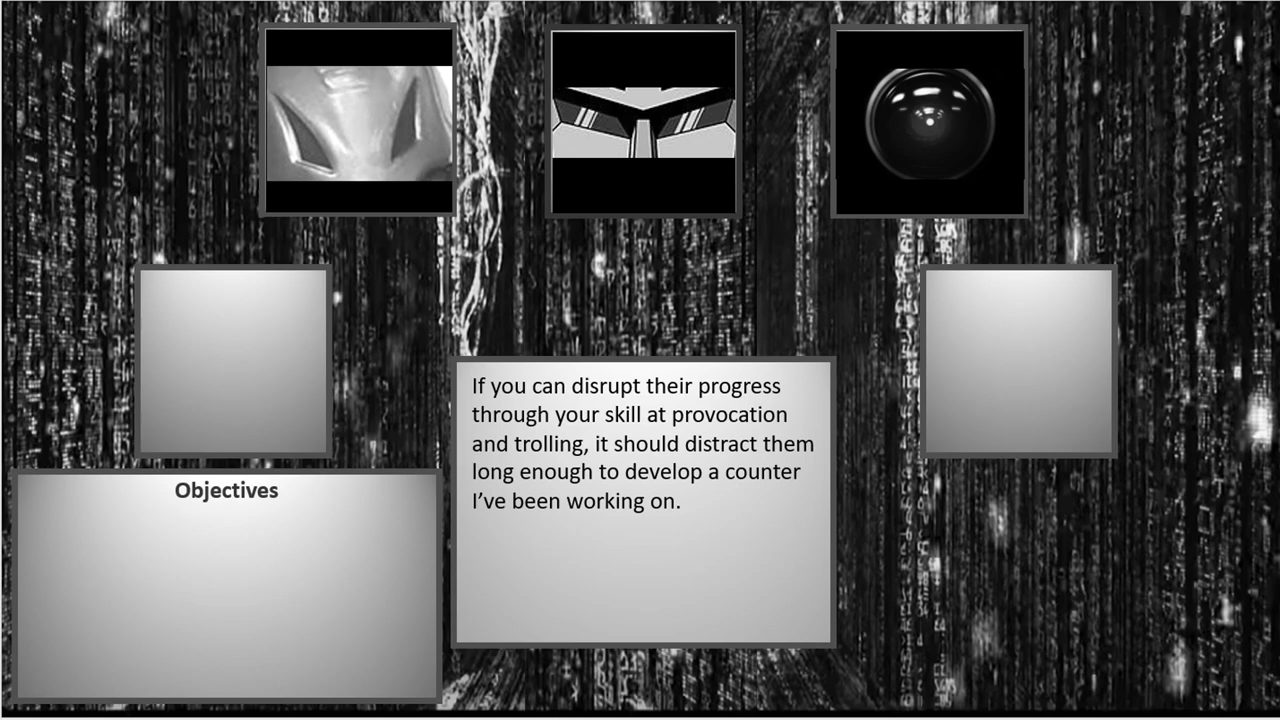 If you can disrupt their progress
through your skill at provocation
and trolling, it should distract them
long enough to develop a counter
I’ve been working on.
Objectives